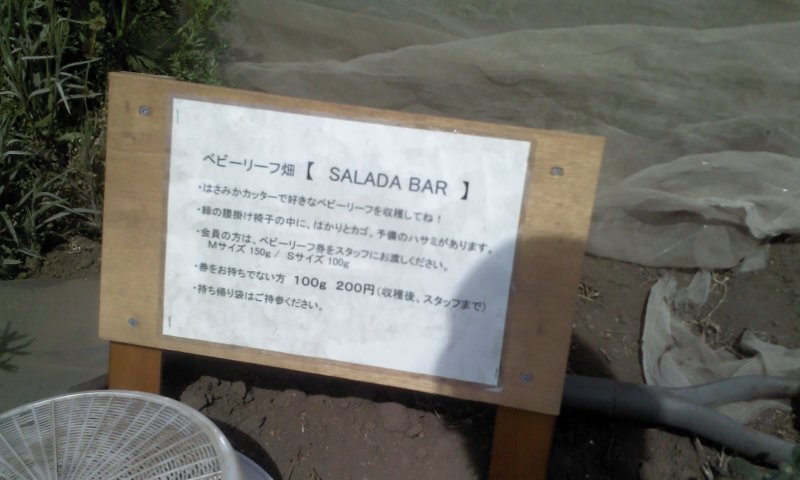 ベビーリーフ畑【 SALADA BAR 】
・はさみかカッターで好きなベビーリーフを収穫してね！
・緑の腰掛け椅子の中に、はかりとカゴ、予備のハサミがあります。
・会員の方は、ベビーリーフ券をスタッフにお渡しください。
Mサイズ 150g / Sサイズ 100g
・券をお持ちでない方 100g 200円（収穫後、スタッフまで）
・持ち帰り袋はご持参ください。